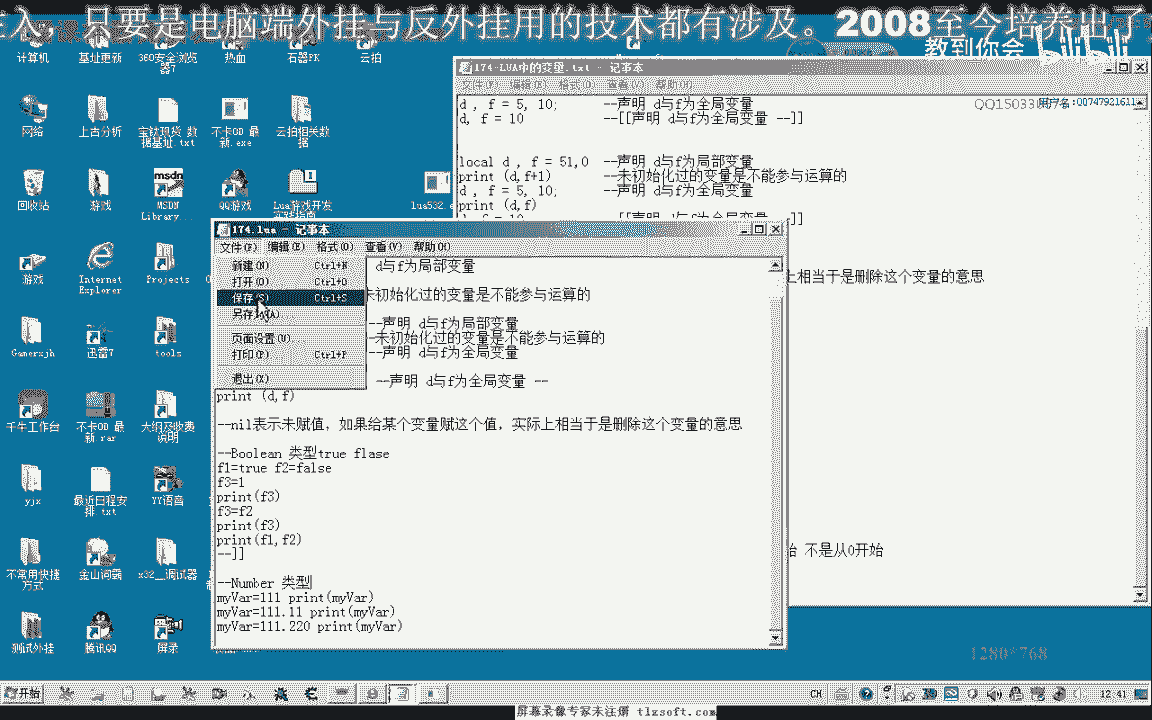 注入，只要是电脑端外挂与反外挂用的技术都有涉及。2008至今培养出了
教到你会 bilibili
计算机 基址更新 360安全浏览器7 热血 石器PK 云拍
网络 上古分析 宝钛现货 数据基址.txt 不卡OD 最新.exe 云拍相关数据
回收站 游戏 MSDN Library... QQ游戏 Lua游戏开发实践指南 lua532.e
游戏 Internet Explorer Projects
Gamerxjh 迅雷7 tools
千牛工作台 不卡OD 最新.rar 大纲及收费说明
yjx 最近日程安排.txt YY语音
不常用快捷方式 金山词霸 x32__调试器
测试外挂 腾讯QQ 屏录
174-LUA中的变量.txt - 记事本
文件(F) 编辑(E) 格式(O) 查看(V) 帮助(H)
d , f = 5, 10; --声明 d与f为全局变量
d, f = 10 --[[声明 d与f为全局变量 --]]
local d , f = 51,0 --声明 d与f为局部变量
print (d,f+1) --未初始化过的变量是不能参与运算的
d , f = 5, 10; --声明 d与f为全局变量
print (d,f)
d, f = 10 --[[声明 d与f为全局变量 --]]
上相当于是删除这个变量的意思
始 不是从0开始
174.lua - 记事本
文件(F) 编辑(E) 格式(O) 查看(V) 帮助(H)
新建(N) Ctrl+N
打开(O) Ctrl+O
保存(S) Ctrl+S
另存为(A)
页面设置(U)...
打印(P) Ctrl+P
退出(X)
d与f为局部变量
未初始化过的变量是不能参与运算的
--声明 d与f为局部变量
-未初始化过的变量是不能参与运算的
--声明 d与f为全局变量
--声明 d与f为全局变量 --
print (d,f)
--nil表示未赋值，如果给某个变量赋这个值，实际上相当于是删除这个变量的意思
--Boolean 类型true flase
f1=true f2=false
f3=1
print(f3)
f3=f2
print(f3)
print(f1,f2)
--]]
--Number 类型
myVar=111 print(myVar)
myVar=111.11 print(myVar)
myVar=111.220 print(myVar)
1280*768
开始 CH 12:41
屏幕录像专家未注册 tlxsoft.com